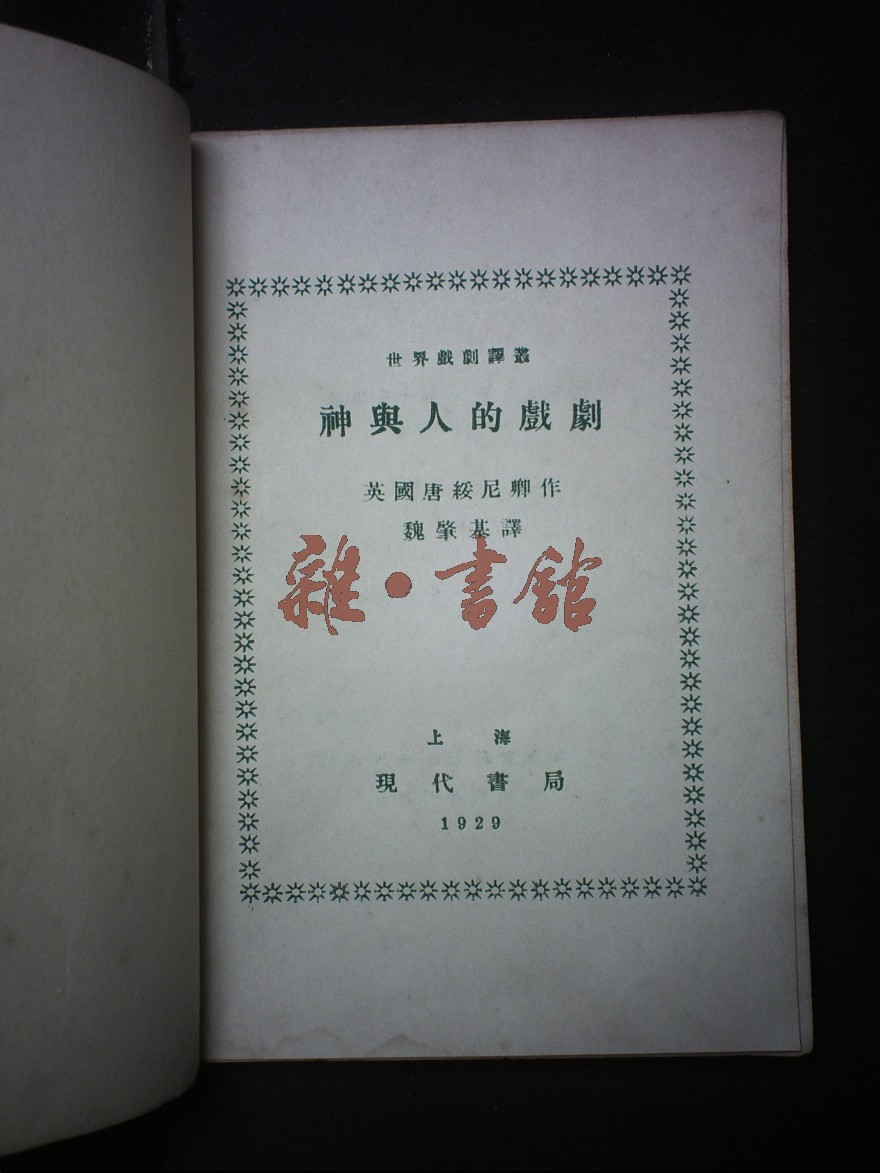 世界戲劇譯叢
神與人的戲劇
英國唐綏尼卿作
魏肇基譯
雜·書館
上海
現代書局
1929